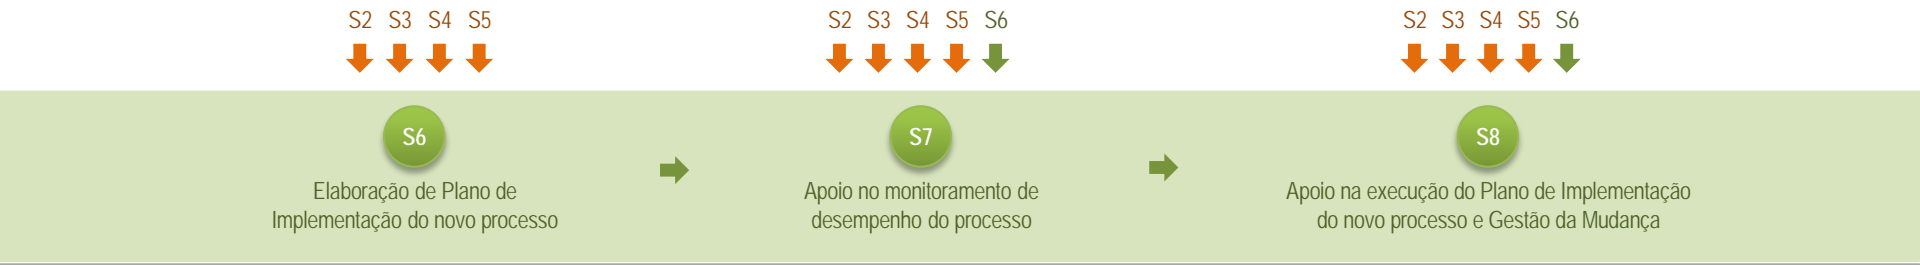 S2 S3 S4 S5
S2 S3 S4 S5 S6
S2 S3 S4 S5 S6
S6
Elaboração de Plano de
Implementação do novo processo
S7
Apoio no monitoramento de
desempenho do processo
S8
Apoio na execução do Plano de Implementação
do novo processo e Gestão da Mudança